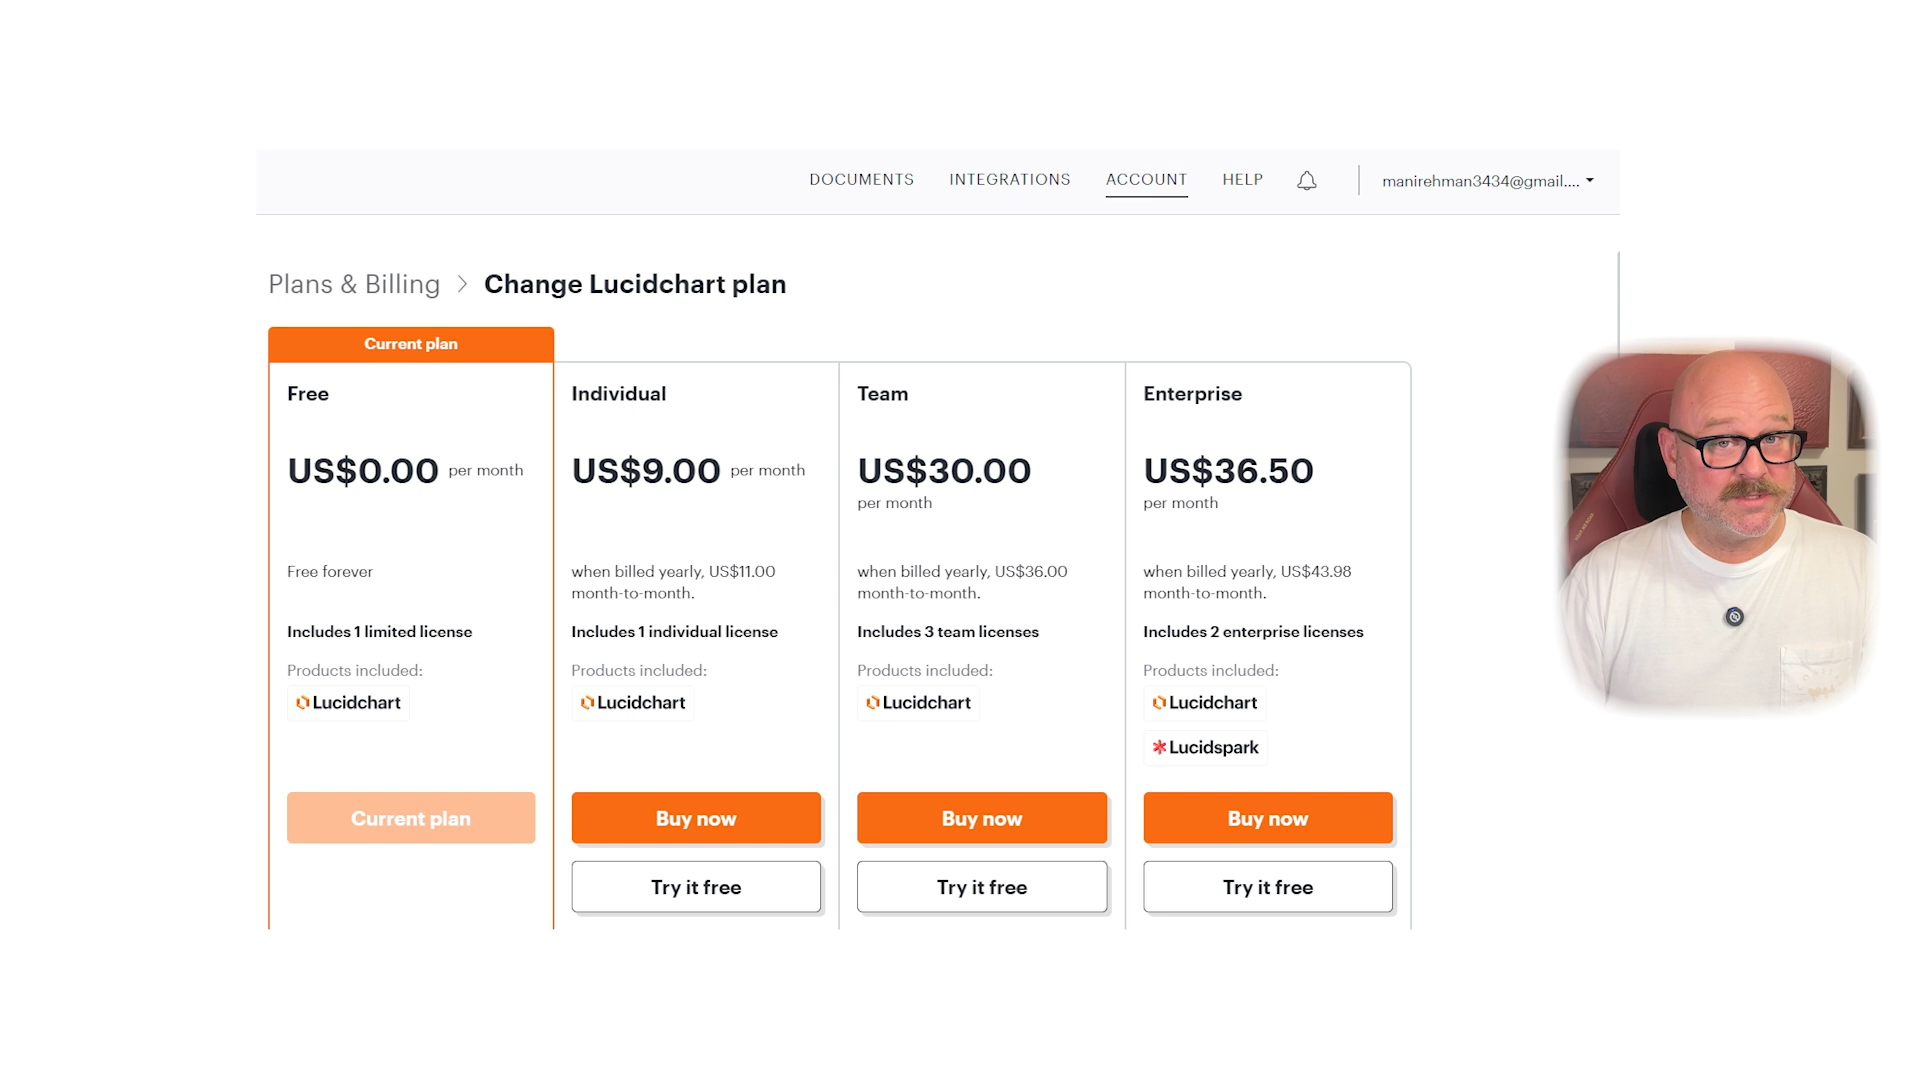 DOCUMENTS INTEGRATIONS ACCOUNT HELP manirehman3434@gmail....
Plans & Billing > Change Lucidchart plan
Current plan
Free
US$0.00 per month
Free forever
Includes 1 limited license
Products included:
Lucidchart
Current plan
Individual
US$9.00 per month
when billed yearly, US$11.00
month-to-month.
Includes 1 individual license
Products included:
Lucidchart
Buy now
Try it free
Team
US$30.00
per month
when billed yearly, US$36.00
month-to-month.
Includes 3 team licenses
Products included:
Lucidchart
Buy now
Try it free
Enterprise
US$36.50
per month
when billed yearly, US$43.98
month-to-month.
Includes 2 enterprise licenses
Products included:
Lucidchart
Lucidspark
Buy now
Try it free